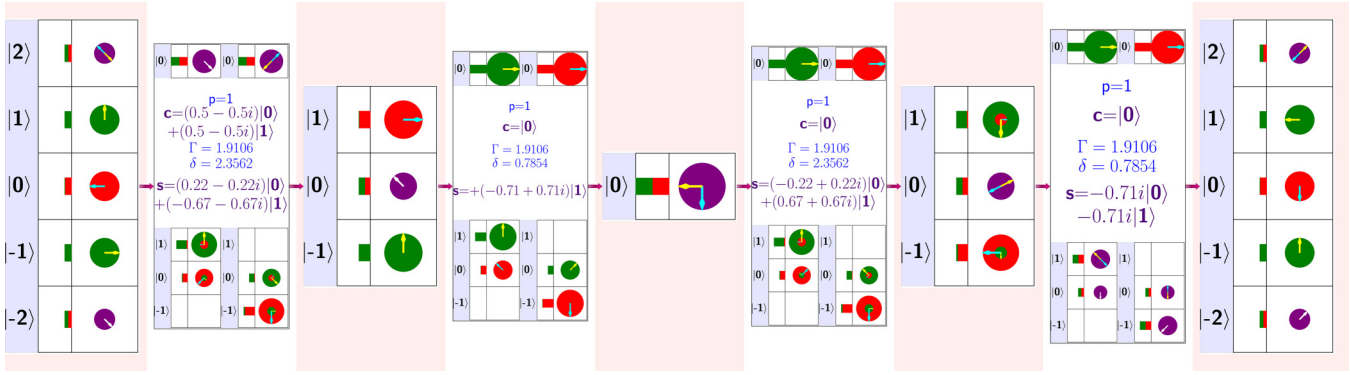 |2⟩
|1⟩
|0⟩
|-1⟩
|-2⟩
|0⟩ |0⟩
p=1
c=(0.5 − 0.5i)|0⟩
+(0.5 − 0.5i)|1⟩
Γ = 1.9106
δ = 2.3562
s=(0.22 − 0.22i)|0⟩
+(−0.67 − 0.67i)|1⟩
|1⟩ |1⟩
|0⟩ |0⟩
|-1⟩ |-1⟩
|1⟩
|0⟩
|-1⟩
|0⟩ |0⟩
p=1
c=|0⟩
Γ = 1.9106
δ = 0.7854
s=+(−0.71 + 0.71i)|1⟩
|1⟩ |1⟩
|0⟩ |0⟩
|-1⟩ |-1⟩
|0⟩
|0⟩ |0⟩
p=1
c=|0⟩
Γ = 1.9106
δ = 2.3562
s=(−0.22 + 0.22i)|0⟩
+(0.67 + 0.67i)|1⟩
|1⟩ |1⟩
|0⟩ |0⟩
|-1⟩ |-1⟩
|1⟩
|0⟩
|-1⟩
|0⟩ |0⟩
p=1
c=|0⟩
Γ = 1.9106
δ = 0.7854
s=−0.71i|0⟩
−0.71i|1⟩
|1⟩ |1⟩
|0⟩ |0⟩
|-1⟩ |-1⟩
|2⟩
|1⟩
|0⟩
|-1⟩
|-2⟩